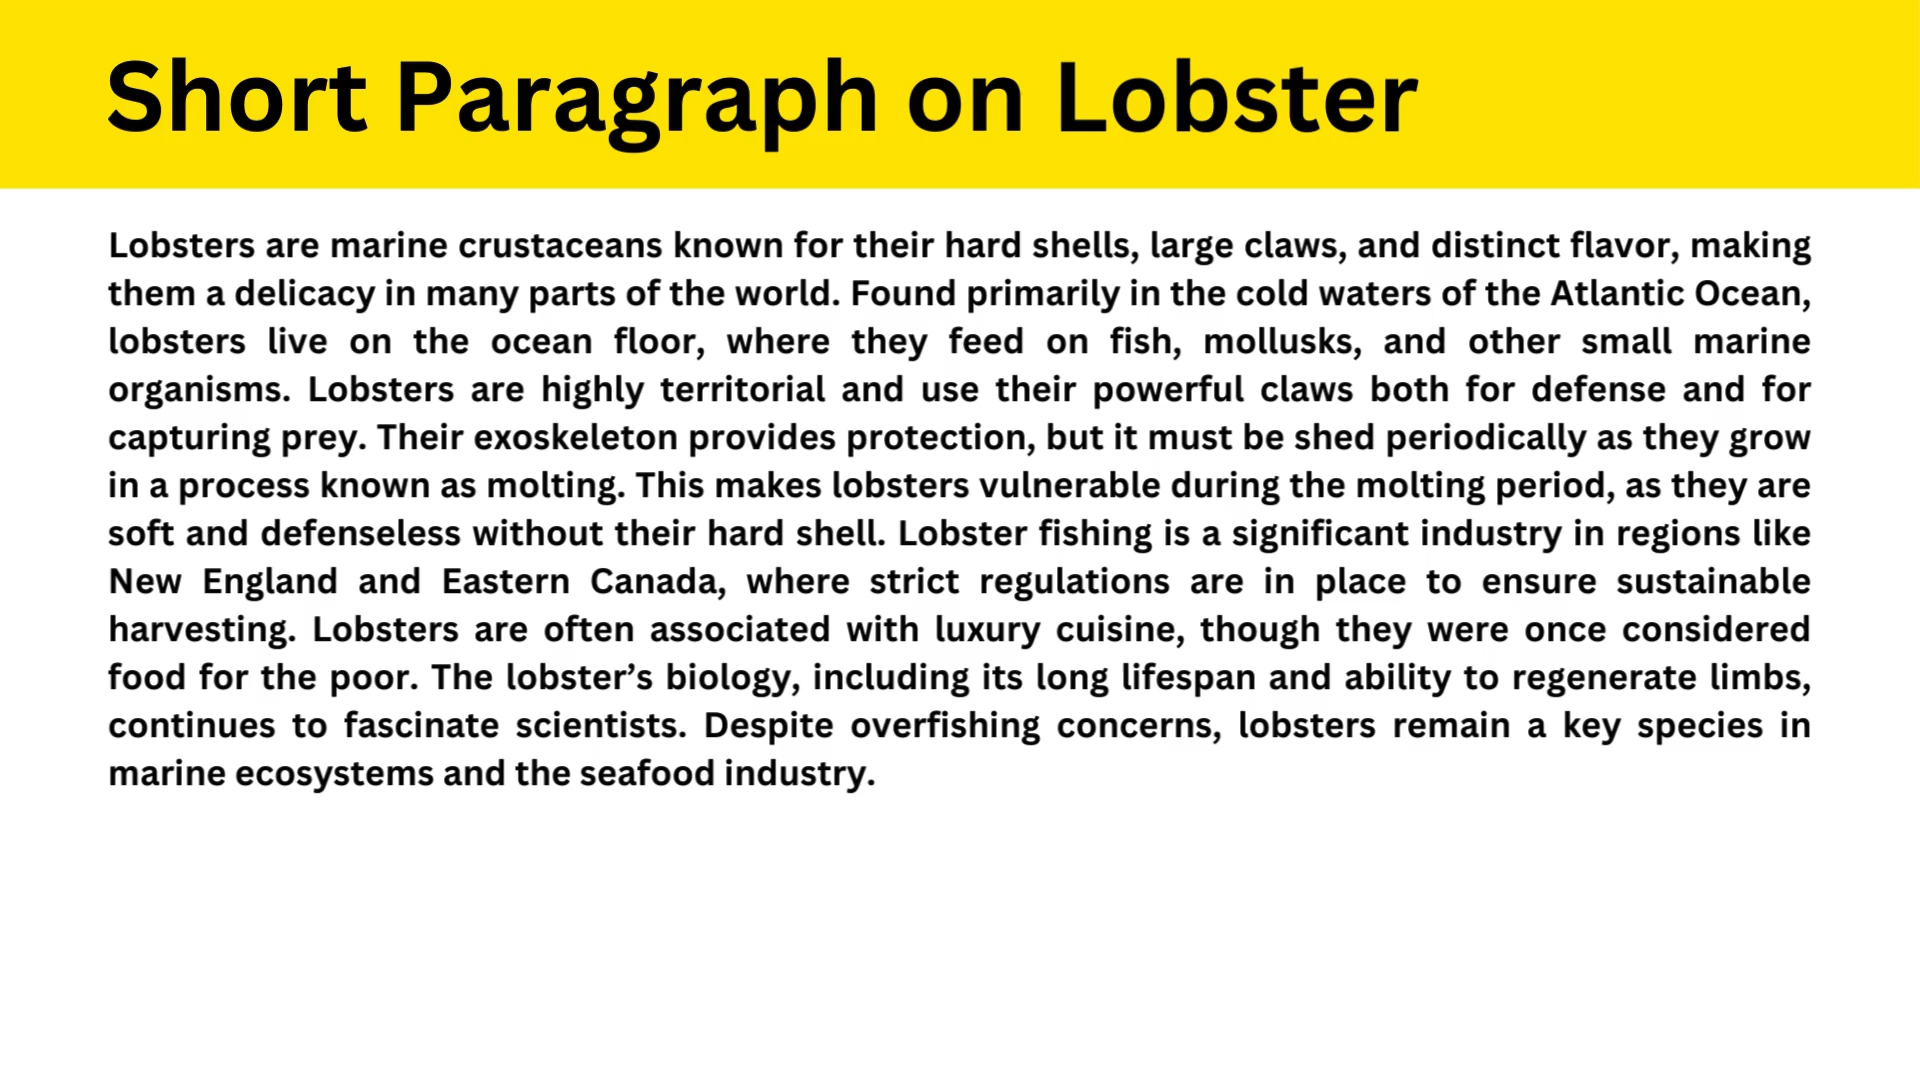 Short Paragraph on Lobster
Lobsters are marine crustaceans known for their hard shells, large claws, and distinct flavor, making
them a delicacy in many parts of the world. Found primarily in the cold waters of the Atlantic Ocean,
lobsters live on the ocean floor, where they feed on fish, mollusks, and other small marine
organisms. Lobsters are highly territorial and use their powerful claws both for defense and for
capturing prey. Their exoskeleton provides protection, but it must be shed periodically as they grow
in a process known as molting. This makes lobsters vulnerable during the molting period, as they are
soft and defenseless without their hard shell. Lobster fishing is a significant industry in regions like
New England and Eastern Canada, where strict regulations are in place to ensure sustainable
harvesting. Lobsters are often associated with luxury cuisine, though they were once considered
food for the poor. The lobster’s biology, including its long lifespan and ability to regenerate limbs,
continues to fascinate scientists. Despite overfishing concerns, lobsters remain a key species in
marine ecosystems and the seafood industry.